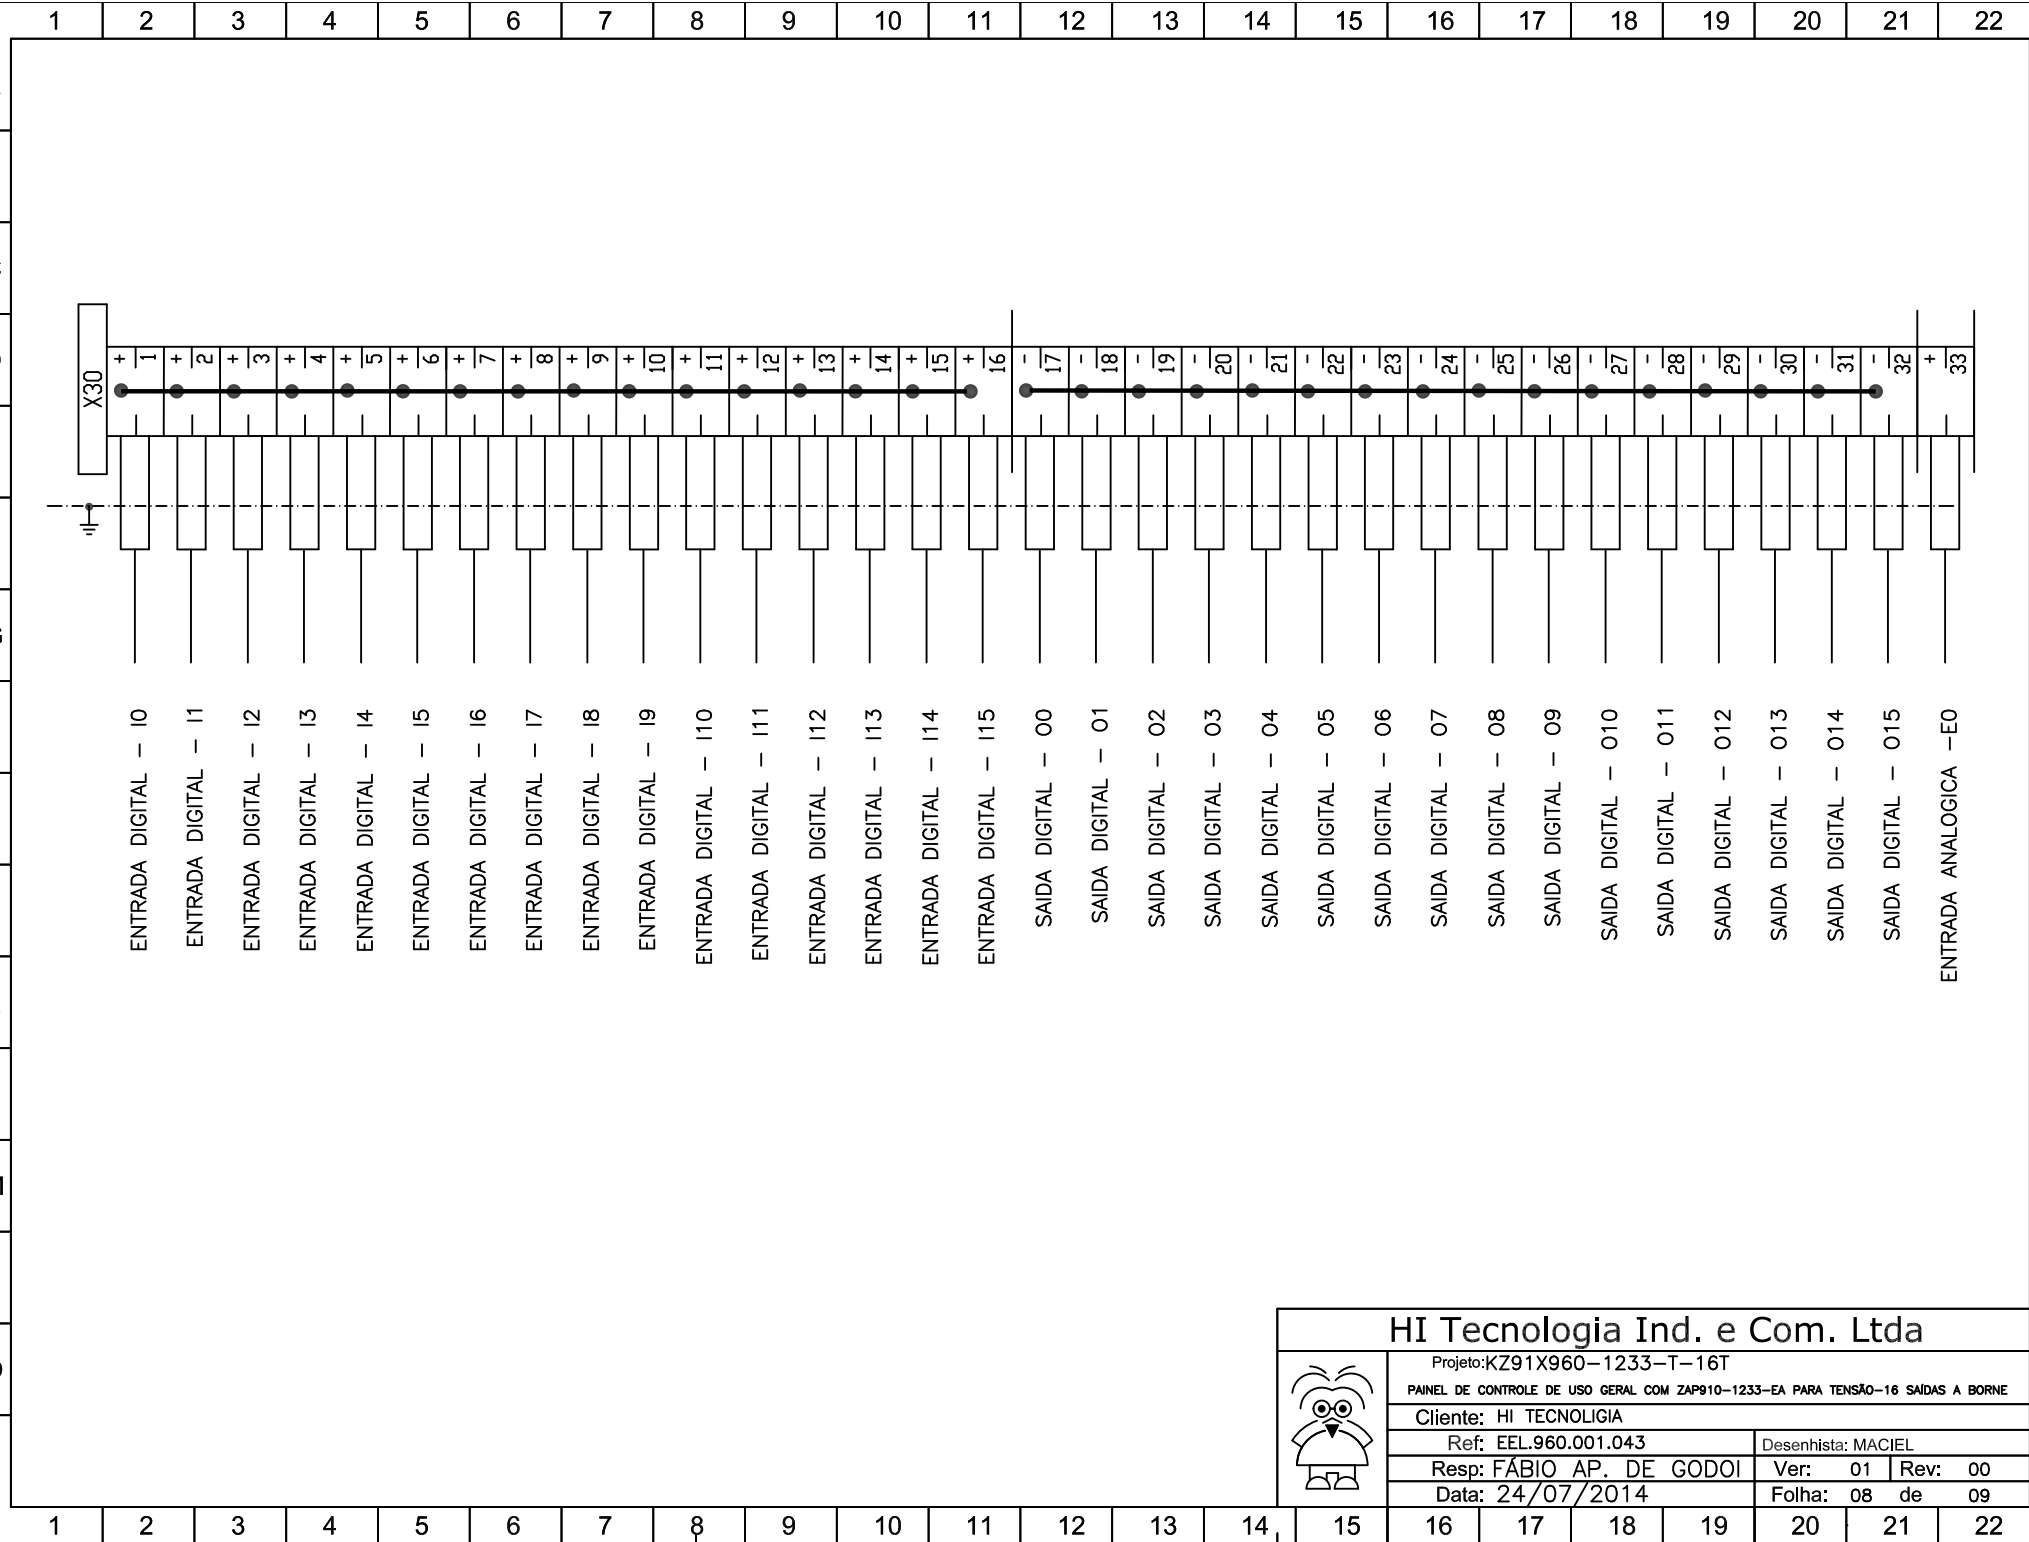 1 2 3 4 5 6 7 8 9 10 11 12 13 14 15 16 17 18 19 20 21 22
X30
+ 1 + 2 + 3 + 4 + 5 + 6 + 7 + 8 + 9 + 10 + 11 + 12 + 13 + 14 + 15 + 16 - 17 - 18 - 19 - 20 - 21 - 22 - 23 - 24 - 25 - 26 - 27 - 28 - 29 - 30 - 31 - 32 + 33
ENTRADA DIGITAL - I0
ENTRADA DIGITAL - I1
ENTRADA DIGITAL - I2
ENTRADA DIGITAL - I3
ENTRADA DIGITAL - I4
ENTRADA DIGITAL - I5
ENTRADA DIGITAL - I6
ENTRADA DIGITAL - I7
ENTRADA DIGITAL - I8
ENTRADA DIGITAL - I9
ENTRADA DIGITAL - I10
ENTRADA DIGITAL - I11
ENTRADA DIGITAL - I12
ENTRADA DIGITAL - I13
ENTRADA DIGITAL - I14
ENTRADA DIGITAL - I15
SAIDA DIGITAL - O0
SAIDA DIGITAL - O1
SAIDA DIGITAL - O2
SAIDA DIGITAL - O3
SAIDA DIGITAL - O4
SAIDA DIGITAL - O5
SAIDA DIGITAL - O6
SAIDA DIGITAL - O7
SAIDA DIGITAL - O8
SAIDA DIGITAL - O9
SAIDA DIGITAL - O10
SAIDA DIGITAL - O11
SAIDA DIGITAL - O12
SAIDA DIGITAL - O13
SAIDA DIGITAL - O14
SAIDA DIGITAL - O15
ENTRADA ANALOGICA -E0
HI Tecnologia Ind. e Com. Ltda
Projeto:KZ91X960-1233-T-16T
PAINEL DE CONTROLE DE USO GERAL COM ZAP910-1233-EA PARA TENSÃO-16 SAÍDAS A BORNE
Cliente: HI TECNOLIGIA
Ref: EEL.960.001.043 Desenhista: MACIEL
Resp: FÁBIO AP. DE GODOI Ver: 01 Rev: 00
Data: 24/07/2014 Folha: 08 de 09
1 2 3 4 5 6 7 8 9 10 11 12 13 14 15 16 17 18 19 20 21 22